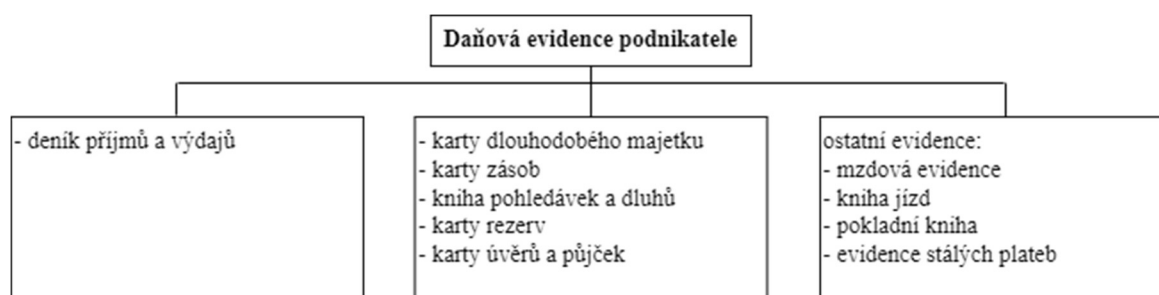 Daňová evidence podnikatele
- deník příjmů a výdajů
- karty dlouhodobého majetku
- karty zásob
- kniha pohledávek a dluhů
- karty rezerv
- karty úvěrů a půjček
ostatní evidence:
- mzdová evidence
- kniha jízd
- pokladní kniha
- evidence stálých plateb